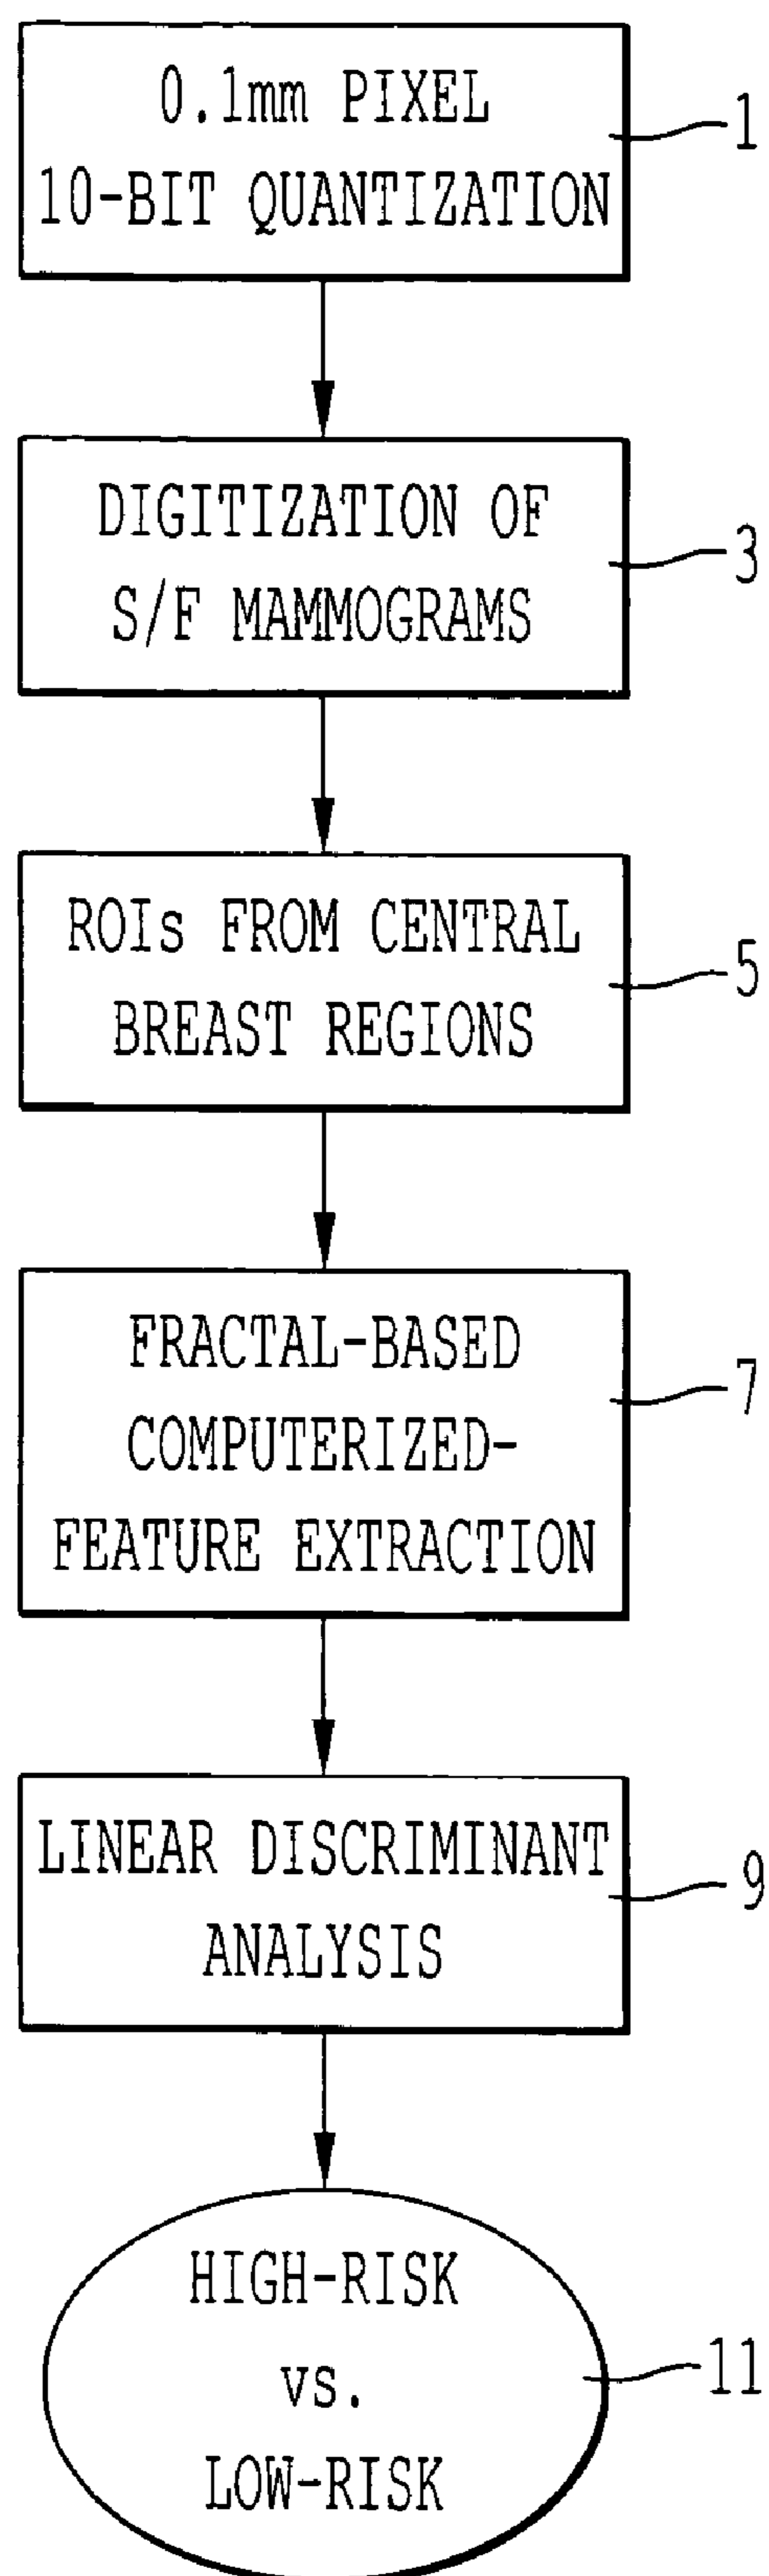 0.1mm PIXEL
10-BIT QUANTIZATION
1
DIGITIZATION OF
S/F MAMMOGRAMS
3
ROIs FROM CENTRAL
BREAST REGIONS
5
FRACTAL-BASED
COMPUTERIZED-
FEATURE EXTRACTION
7
LINEAR DISCRIMINANT
ANALYSIS
9
HIGH-RISK
vs.
LOW-RISK
11